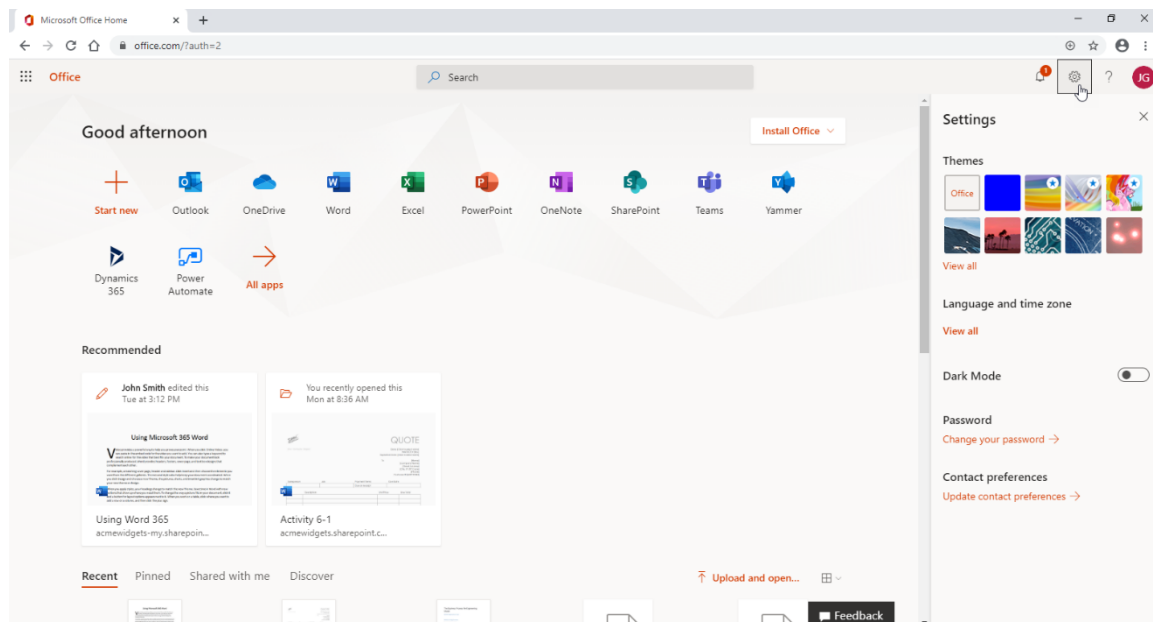 Microsoft Office Home
office.com/?auth=2
Office
Search
1
?
JG
Good afternoon
Install Office
Start new
Outlook
OneDrive
Word
Excel
PowerPoint
OneNote
SharePoint
Teams
Yammer
Dynamics
365
Power
Automate
All apps
Recommended
John Smith edited this
Tue at 3:12 PM
Using Microsoft 365 Word
Using Word 365
acmewidgets-my.sharepoin...
You recently opened this
Mon at 8:36 AM
QUOTE
Activity 6-1
acmewidgets.sharepoint.c...
Recent
Pinned
Shared with me
Discover
Upload and open...
Feedback
Settings
Themes
Office
View all
Language and time zone
View all
Dark Mode
Password
Change your password →
Contact preferences
Update contact preferences →